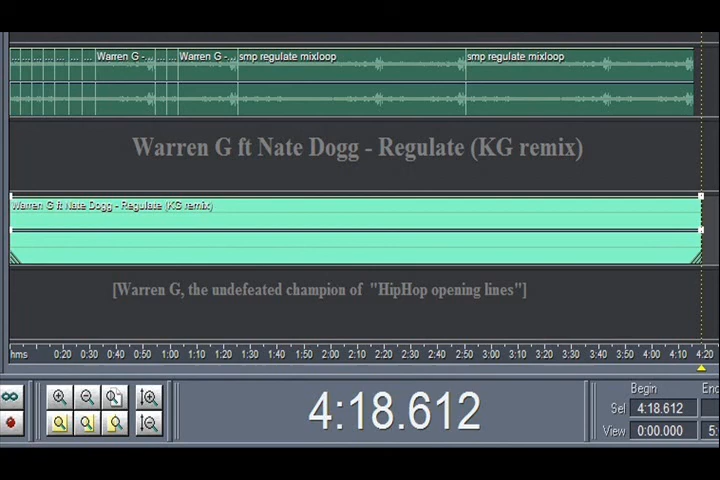 ... ... ... ... ... ... ... Warren G -... ... ... Warren G -... smp regulate mixloop smp regulate mixloop
Warren G ft Nate Dogg - Regulate (KG remix)
Warren G ft Nate Dogg - Regulate (KG remix)
[Warren G, the undefeated champion of "HipHop opening lines"]
hms 0:20 0:30 0:40 0:50 1:00 1:10 1:20 1:30 1:40 1:50 2:00 2:10 2:20 2:30 2:40 2:50 3:00 3:10 3:20 3:30 3:40 3:50 4:00 4:10 4:20
4:18.612
Begin En
Sel 4:18.612
View 0:00.000 5: